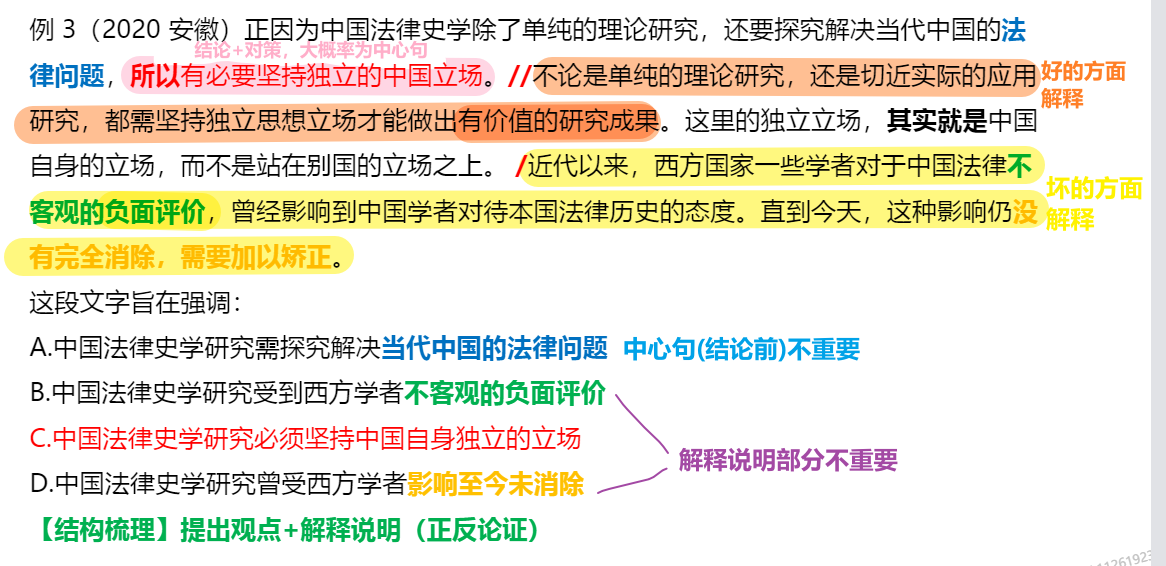 例 3（2020 安徽）正因为中国法律史学除了单纯的理论研究，还要探究解决当代中国的法
结论+对策，大概率为中心句
律问题，所以有必要坚持独立的中国立场。//不论是单纯的理论研究，还是切近实际的应用
好的方面
解释
研究，都需坚持独立思想立场才能做出有价值的研究成果。这里的独立立场，其实就是中国
自身的立场，而不是站在别国的立场之上。 /近代以来，西方国家一些学者对于中国法律不
坏的方面
解释
客观的负面评价，曾经影响到中国学者对待本国法律历史的态度。直到今天，这种影响仍没
有完全消除，需要加以矫正。
这段文字旨在强调：
A.中国法律史学研究需探究解决当代中国的法律问题 中心句(结论前)不重要
B.中国法律史学研究受到西方学者不客观的负面评价
C.中国法律史学研究必须坚持中国自身独立的立场
解释说明部分不重要
D.中国法律史学研究曾受西方学者影响至今未消除
【结构梳理】提出观点+解释说明（正反论证）